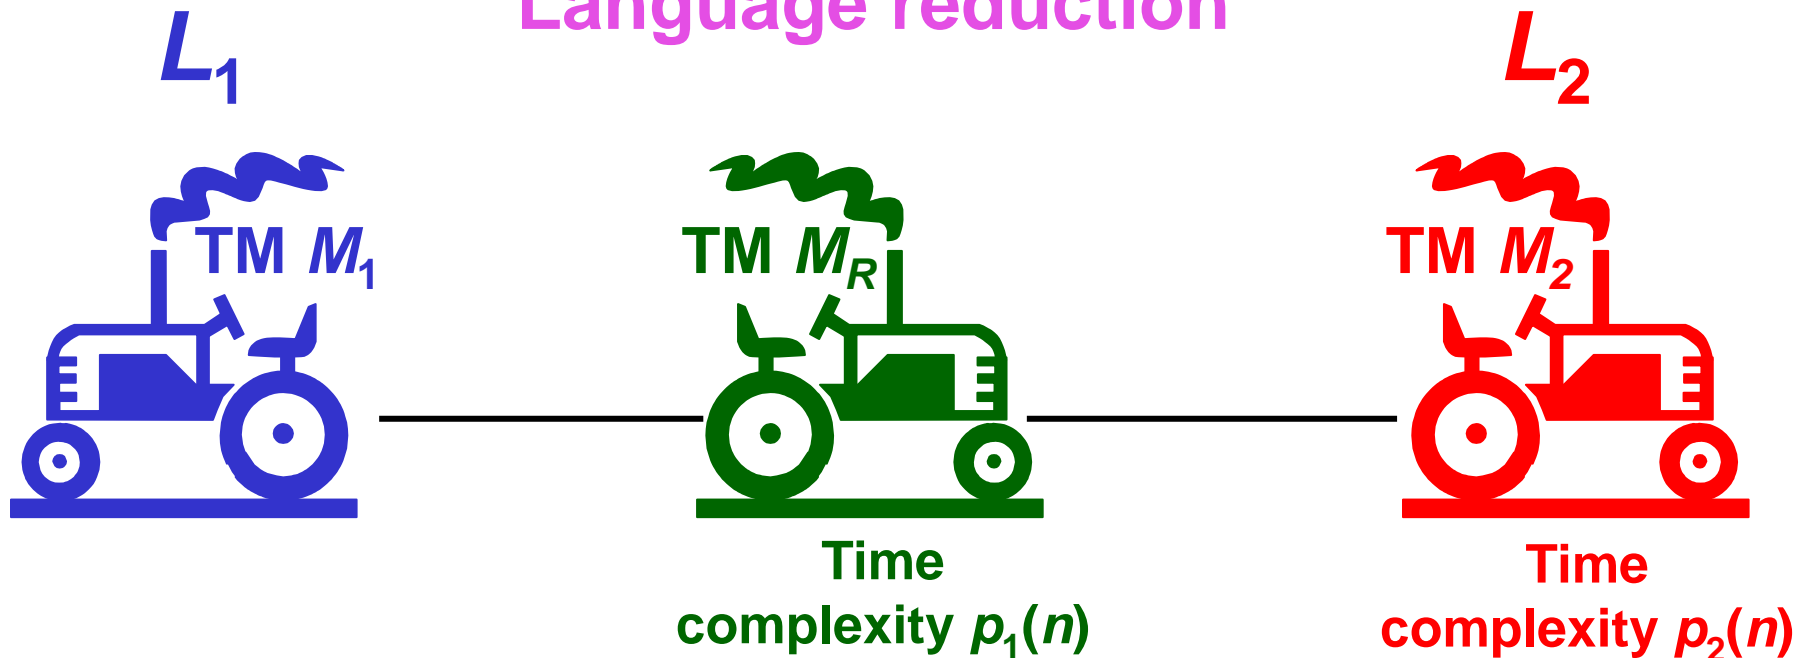 Language reduction
L1
L2
TM M1
TM MR
TM M2
Time
complexity p1(n)
Time
complexity p2(n)